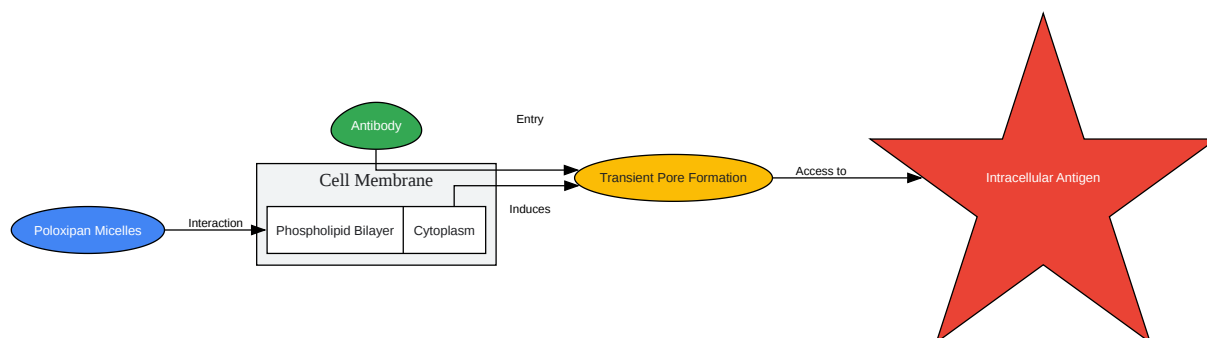 Entry
Antibody
Cell Membrane
Transient Pore Formation
Access to
Intracellular Antigen
Induces
Poloxipan Micelles
Interaction
Phospholipid Bilayer
Cytoplasm